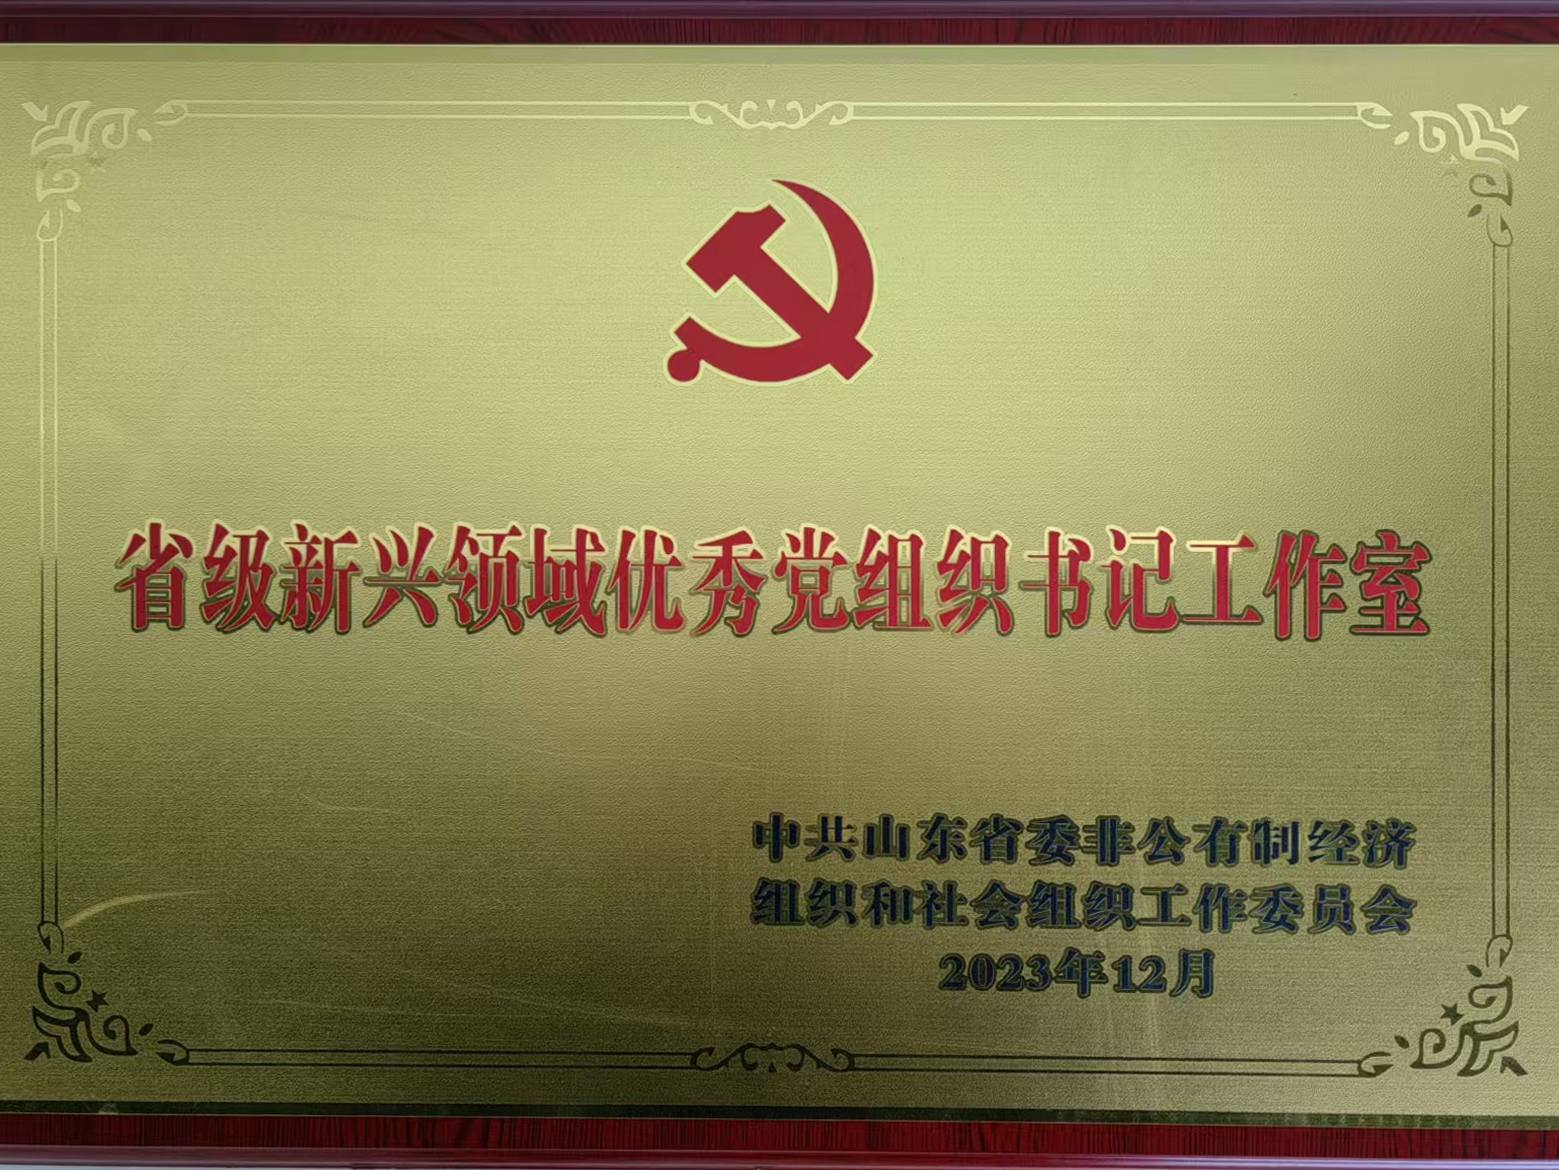 省级新兴领域优秀党组织书记工作室
中共山东省委非公有制经济
组织和社会组织工作委员会
2023年12月